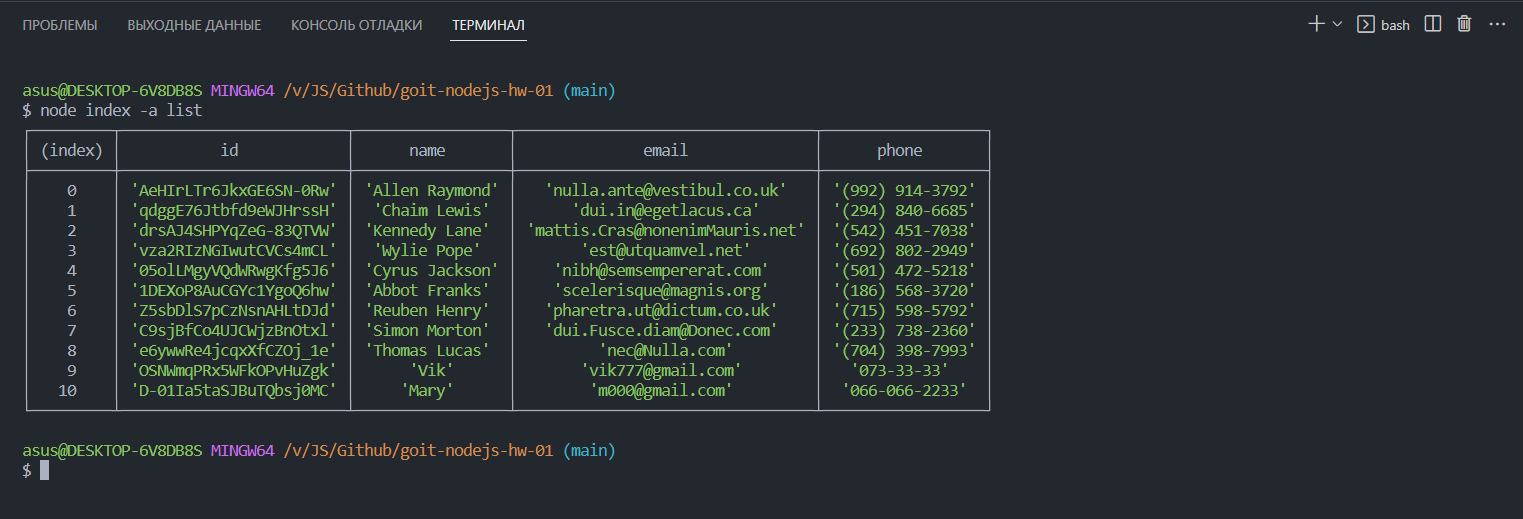 ПРОБЛЕМЫ ВЫХОДНЫЕ ДАННЫЕ КОНСОЛЬ ОТЛАДКИ ТЕРМИНАЛ bash
asus@DESKTOP-6V8DB8S MINGW64 /v/JS/Github/goit-nodejs-hw-01 (main)
$ node index -a list
(index) id name email phone
0 'AeHIrLTr6JkxGE6SN-0Rw' 'Allen Raymond' 'nulla.ante@vestibul.co.uk' '(992) 914-3792'
1 'qdggE76Jtbfd9eWJHrssH' 'Chaim Lewis' 'dui.in@egetlacus.ca' '(294) 840-6685'
2 'drsAJ4SHPYqZeG-83QTVW' 'Kennedy Lane' 'mattis.Cras@nonenimMauris.net' '(542) 451-7038'
3 'vza2RIzNGIwutCVCs4mCL' 'Wylie Pope' 'est@utquamvel.net' '(692) 802-2949'
4 '05olLMgyVQdWRwgKfg5J6' 'Cyrus Jackson' 'nibh@semsempererat.com' '(501) 472-5218'
5 '1DEXoP8AuCGYc1YgoQ6hw' 'Abbot Franks' 'scelerisque@magnis.org' '(186) 568-3720'
6 'Z5sbDlS7pCzNsnAHLtDJd' 'Reuben Henry' 'pharetra.ut@dictum.co.uk' '(715) 598-5792'
7 'C9sjBfCo4UJCWjzBnOtxl' 'Simon Morton' 'dui.Fusce.diam@Donec.com' '(233) 738-2360'
8 'e6ywwRe4jcqxXfCZOj_1e' 'Thomas Lucas' 'nec@Nulla.com' '(704) 398-7993'
9 'OSNWmqPRx5WFkOPvHuZgk' 'Vik' 'vik777@gmail.com' '073-33-33'
10 'D-01Ia5taSJBuTQbsj0MC' 'Mary' 'm000@gmail.com' '066-066-2233'
asus@DESKTOP-6V8DB8S MINGW64 /v/JS/Github/goit-nodejs-hw-01 (main)
$